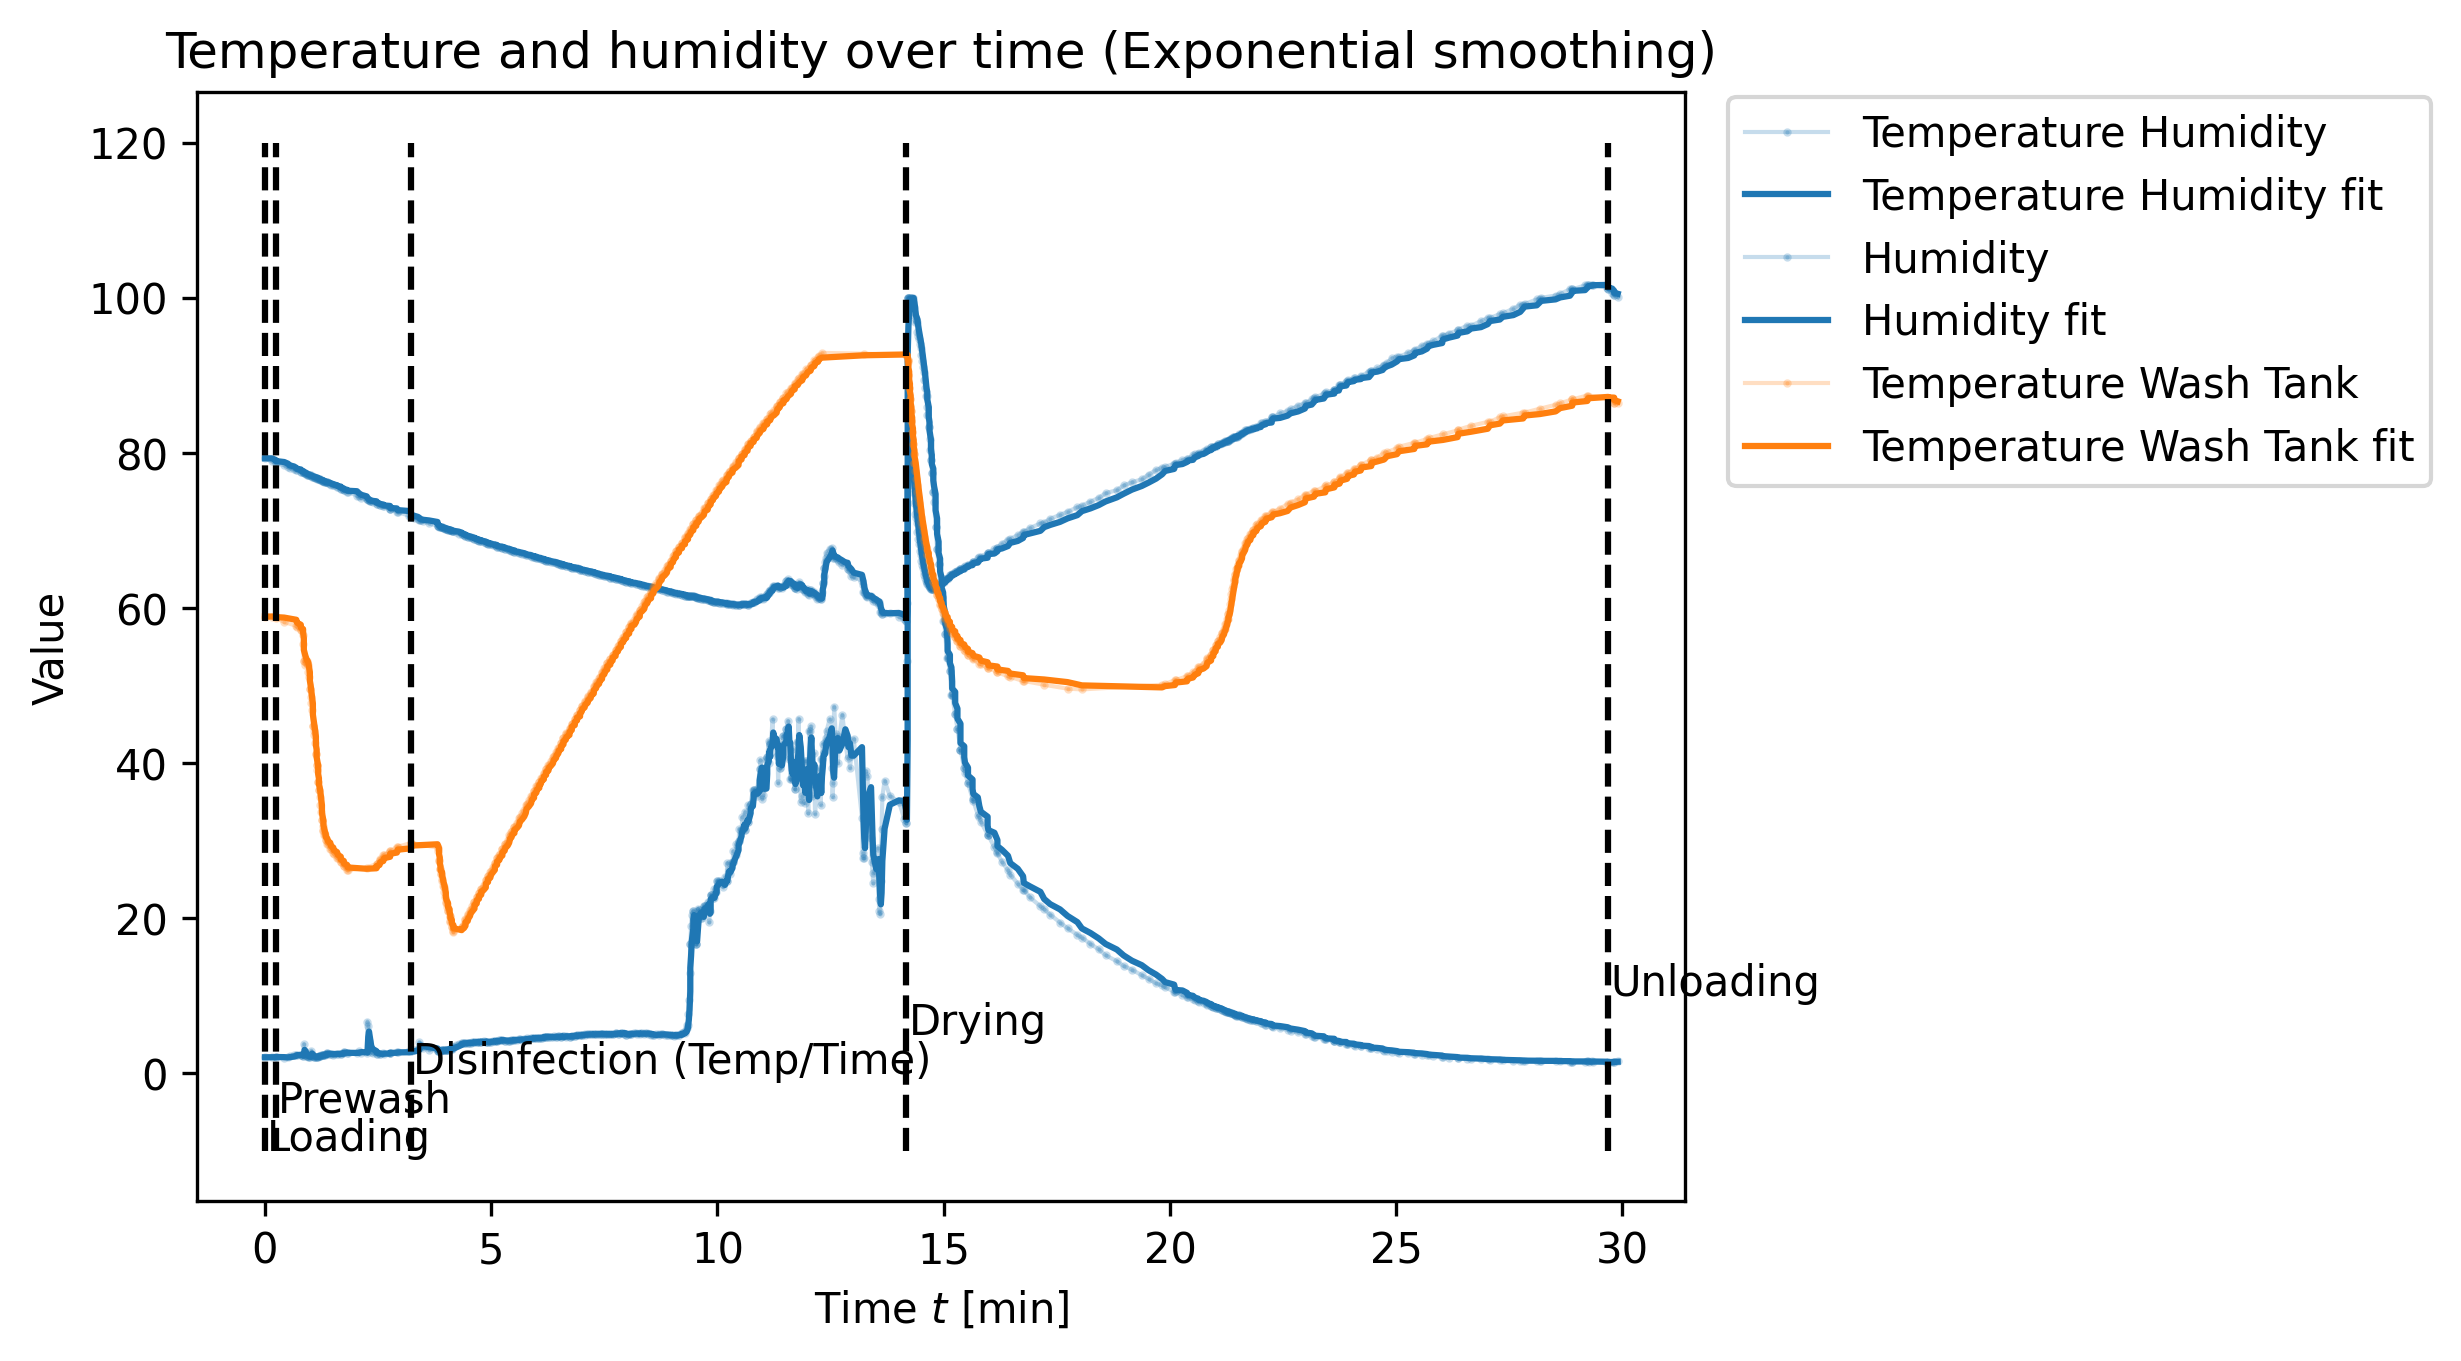 Temperature and humidity over time (Exponential smoothing)
120
100
80
60
40
20
0
Value
Temperature Humidity
Temperature Humidity fit
Humidity
Humidity fit
Temperature Wash Tank
Temperature Wash Tank fit
Unloading
Drying
Disinfection (Temp/Time)
Prewash
Loading
0 5 10 15 20 25 30
Time t [min]